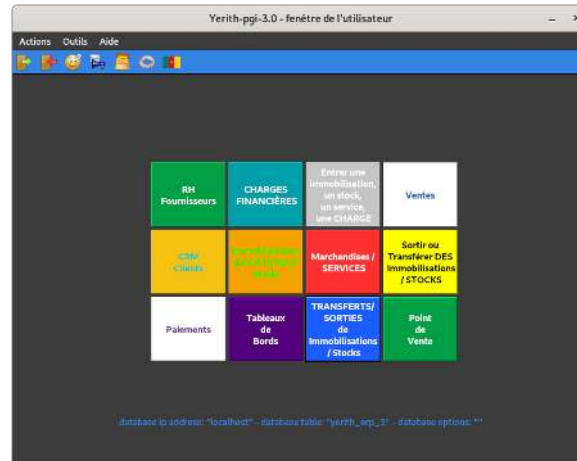 Yerith-pgi-3.0 - fenêtre de l'utilisateur
Actions Outils Aide
RH
Fournisseurs
CHARGES
FINANCIÈRES
Entrer une
immobilisation,
un stock,
un service,
une CHARGE
Ventes
CRM
Clients
Marchandises /
SERVICES
Sortir ou
Transférer DES
Immobilisations
/ STOCKS
Paiements
Tableaux
de
Bords
TRANSFERTS/
SORTIES
de
Immobilisations
/ Stocks
Point
de
Vente
database ip address: "localhost" - database table: "yerith_erp_3" - database options: ""